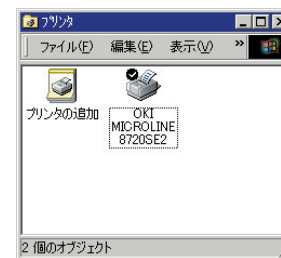 プリンタ
ファイル(F) 編集(E) 表示(V) »
プリンタの追加
OKI
MICROLINE
8720SE2
2 個のオブジェクト